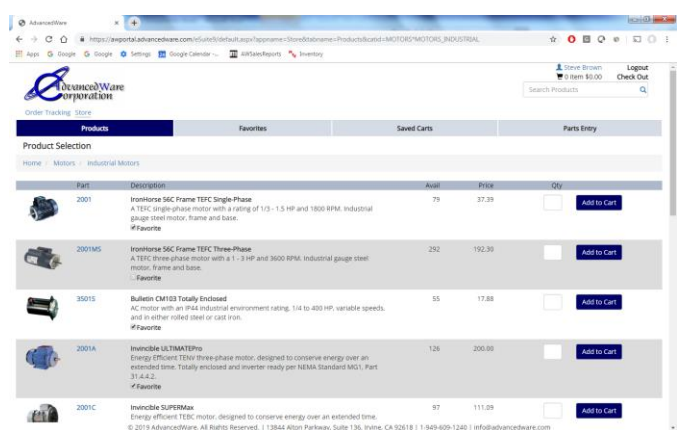 AdvancedWare
https://awportal.advancedware.com/eSuite9/default.aspx?appname=Store&tabname=Products&catid=MOTORS*MOTORS_INDUSTRIAL
Apps Google Google Settings Google Calendar -... AWSalesReports Inventory
AdvancedWare
Corporation
Steve Brown Logout
0 Item $0.00 Check Out
Search Products
Order Tracking Store
Products Favorites Saved Carts Parts Entry
Product Selection
Home / Motors / Industrial Motors
Part Description Avail Price Qty
2001 IronHorse 56C Frame TEFC Single-Phase 79 37.39 Add to Cart
A TEFC single-phase motor with a rating of 1/3 - 1.5 HP and 1800 RPM. Industrial
gauge steel motor, frame and base.
Favorite
2001MS IronHorse 56C Frame TEFC Three-Phase 292 192.30 Add to Cart
A TEFC three-phase motor with a 1 - 3 HP and 3600 RPM. Industrial gauge steel
motor, frame and base.
Favorite
3501S Bulletin CM103 Totally Enclosed 55 17.88 Add to Cart
AC motor with an IP44 industrial environment rating. 1/4 to 400 HP, variable speeds,
and in either rolled steel or cast iron.
Favorite
2001A Invincible ULTIMATEPro 126 200.00 Add to Cart
Energy Efficient TENV three-phase motor, designed to conserve energy over an
extended time. Totally enclosed and inverter ready per NEMA Standard MG1, Part
31.4.4.2.
Favorite
2001C Invincible SUPERMax 97 111.09 Add to Cart
Energy efficient TEBC motor, designed to conserve energy over an extended time.
© 2019 AdvancedWare. All Rights Reserved. | 13844 Alton Parkway, Suite 136, Irvine, CA 92618 | 1-949-609-1240 | info@advancedware.com